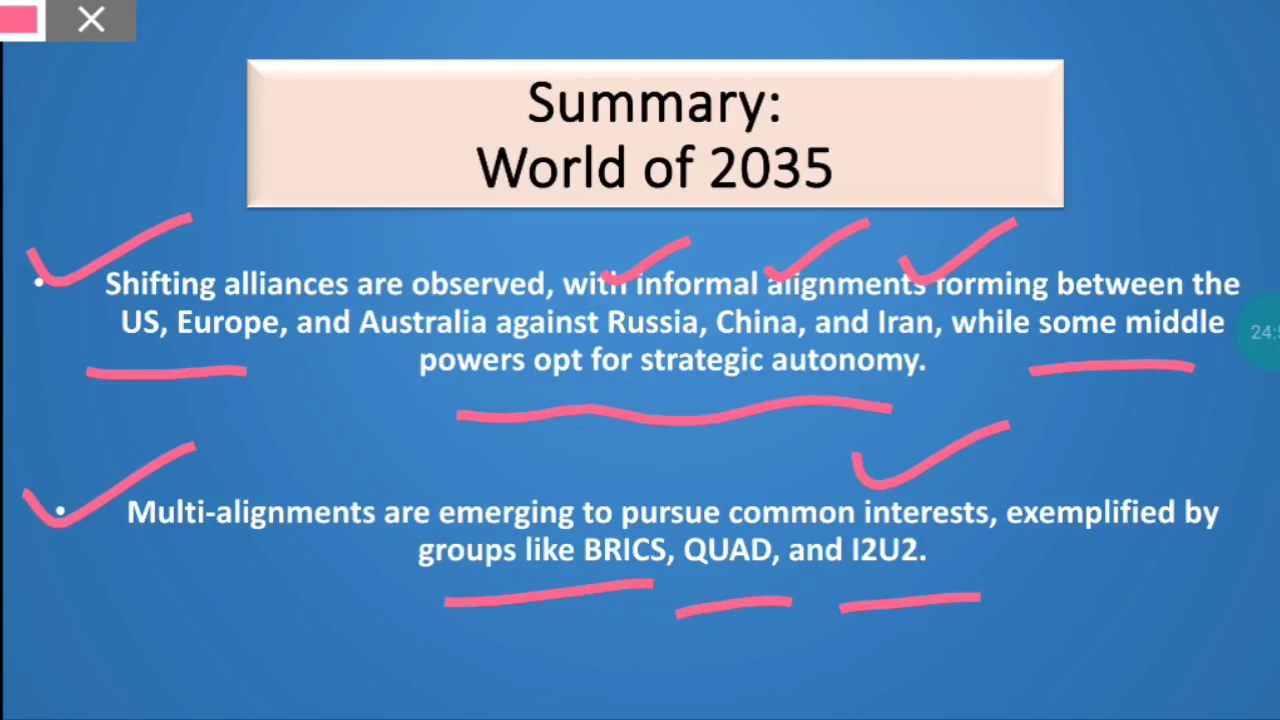 Summary:
World of 2035
• Shifting alliances are observed, with informal alignments forming between the
US, Europe, and Australia against Russia, China, and Iran, while some middle
powers opt for strategic autonomy.
24:5
• Multi-alignments are emerging to pursue common interests, exemplified by
groups like BRICS, QUAD, and I2U2.